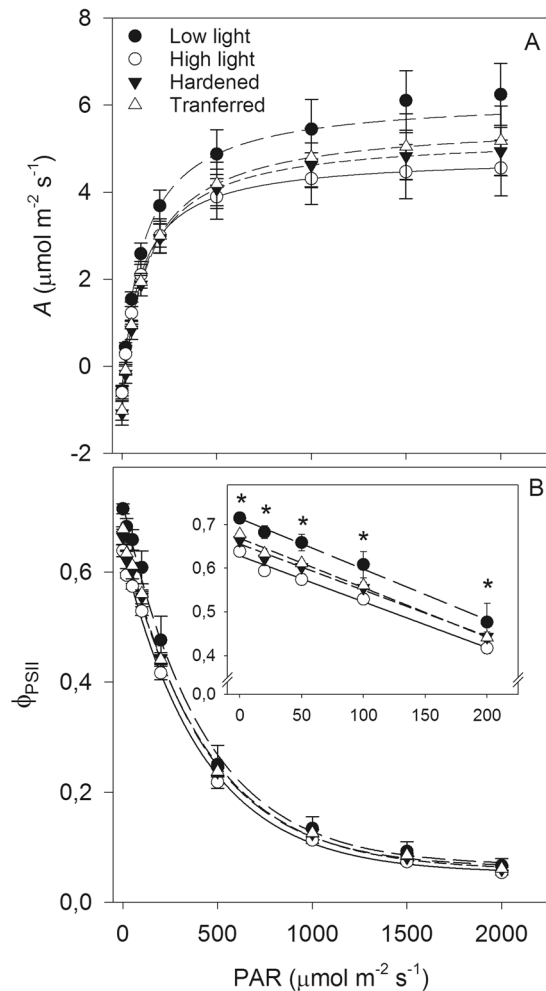 A
Low light
High light
Hardened
Tranferred
8
6
4
2
0
-2
A (μmol m-2 s-1)
B
* * * * *
0,7
0,6
0,5
0,4
0,0
0 50 100 150 200
0,6
0,4
0,2
0,0
ϕPSII
0 500 1000 1500 2000
PAR (μmol m-2 s-1)